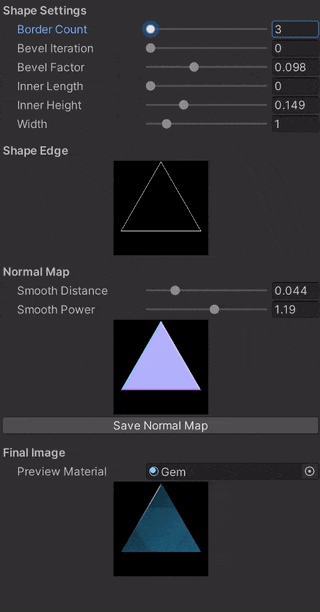 Shape Settings
Border Count 3
Bevel Iteration 0
Bevel Factor 0.098
Inner Length 0
Inner Height 0.149
Width 1
Shape Edge
Normal Map
Smooth Distance 0.044
Smooth Power 1.19
Save Normal Map
Final Image
Preview Material Gem